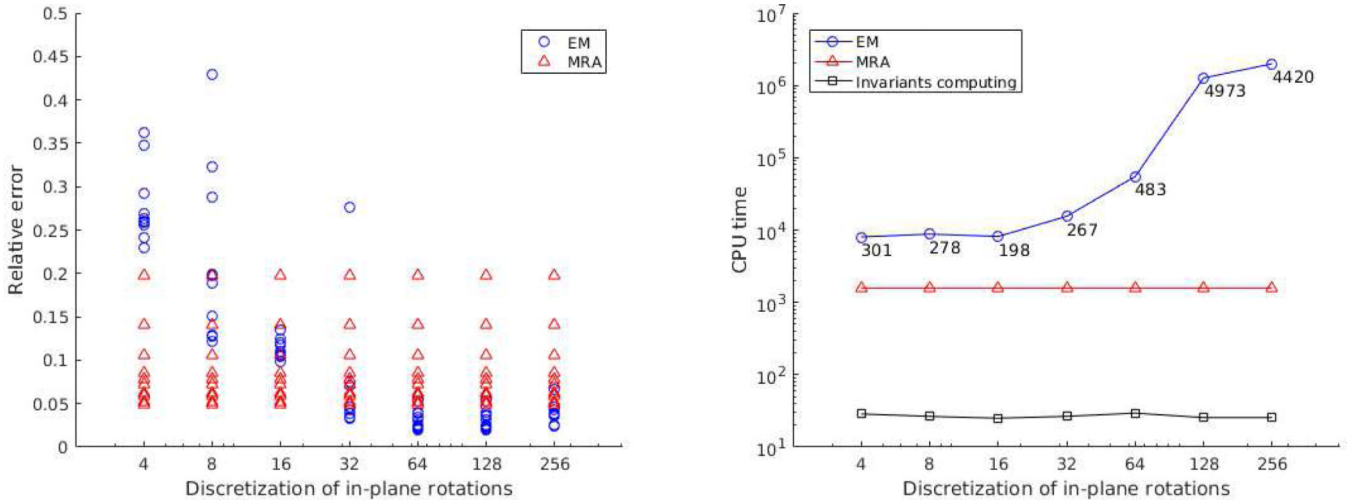 0.5
0.45
0.4
0.35
0.3
0.25
0.2
0.15
0.1
0.05
0
Relative error
EM
MRA
4 8 16 32 64 128 256
Discretization of in-plane rotations
10^7
10^6
10^5
10^4
10^3
10^2
10^1
CPU time
EM
MRA
Invariants computing
301
278
198
267
483
4973
4420
4 8 16 32 64 128 256
Discretization of in-plane rotations